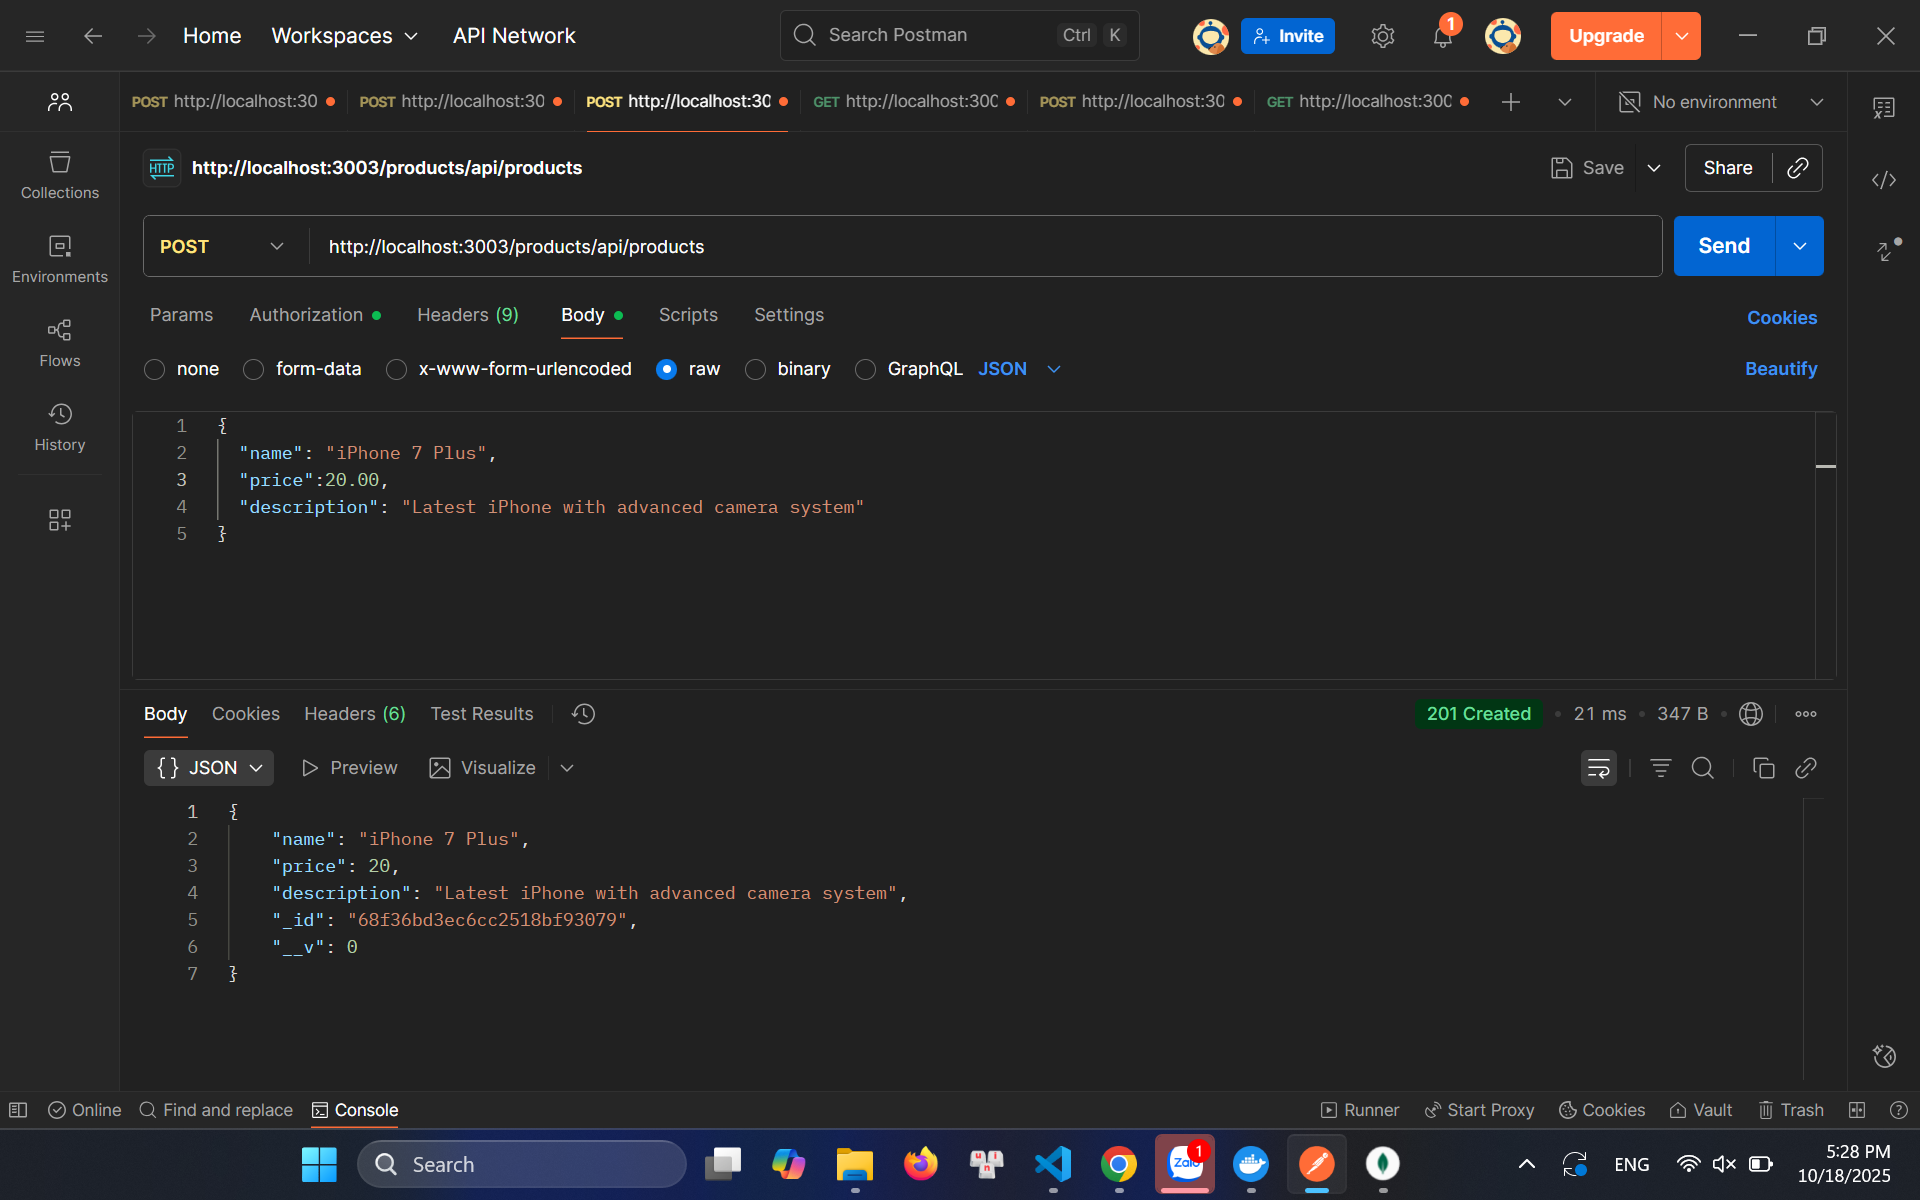 Home Workspaces API Network Search Postman Ctrl K Invite 1 Upgrade
POST http://localhost:30 POST http://localhost:30 POST http://localhost:30 GET http://localhost:300 POST http://localhost:30 GET http://localhost:300 No environment
HTTP http://localhost:3003/products/api/products Save Share
Collections
Environments
Flows
History
POST http://localhost:3003/products/api/products Send
Params Authorization Headers (9) Body Scripts Settings Cookies
none form-data x-www-form-urlencoded raw binary GraphQL JSON Beautify
1 {
2 "name": "iPhone 7 Plus",
3 "price":20.00,
4 "description": "Latest iPhone with advanced camera system"
5 }
Body Cookies Headers (6) Test Results 201 Created 21 ms 347 B
{} JSON Preview Visualize
1 {
2 "name": "iPhone 7 Plus",
3 "price": 20,
4 "description": "Latest iPhone with advanced camera system",
5 "_id": "68f36bd3ec6cc2518bf93079",
6 "__v": 0
7 }
Online Find and replace Console Runner Start Proxy Cookies Vault Trash
Search Zalo 1 ENG 5:28 PM
10/18/2025